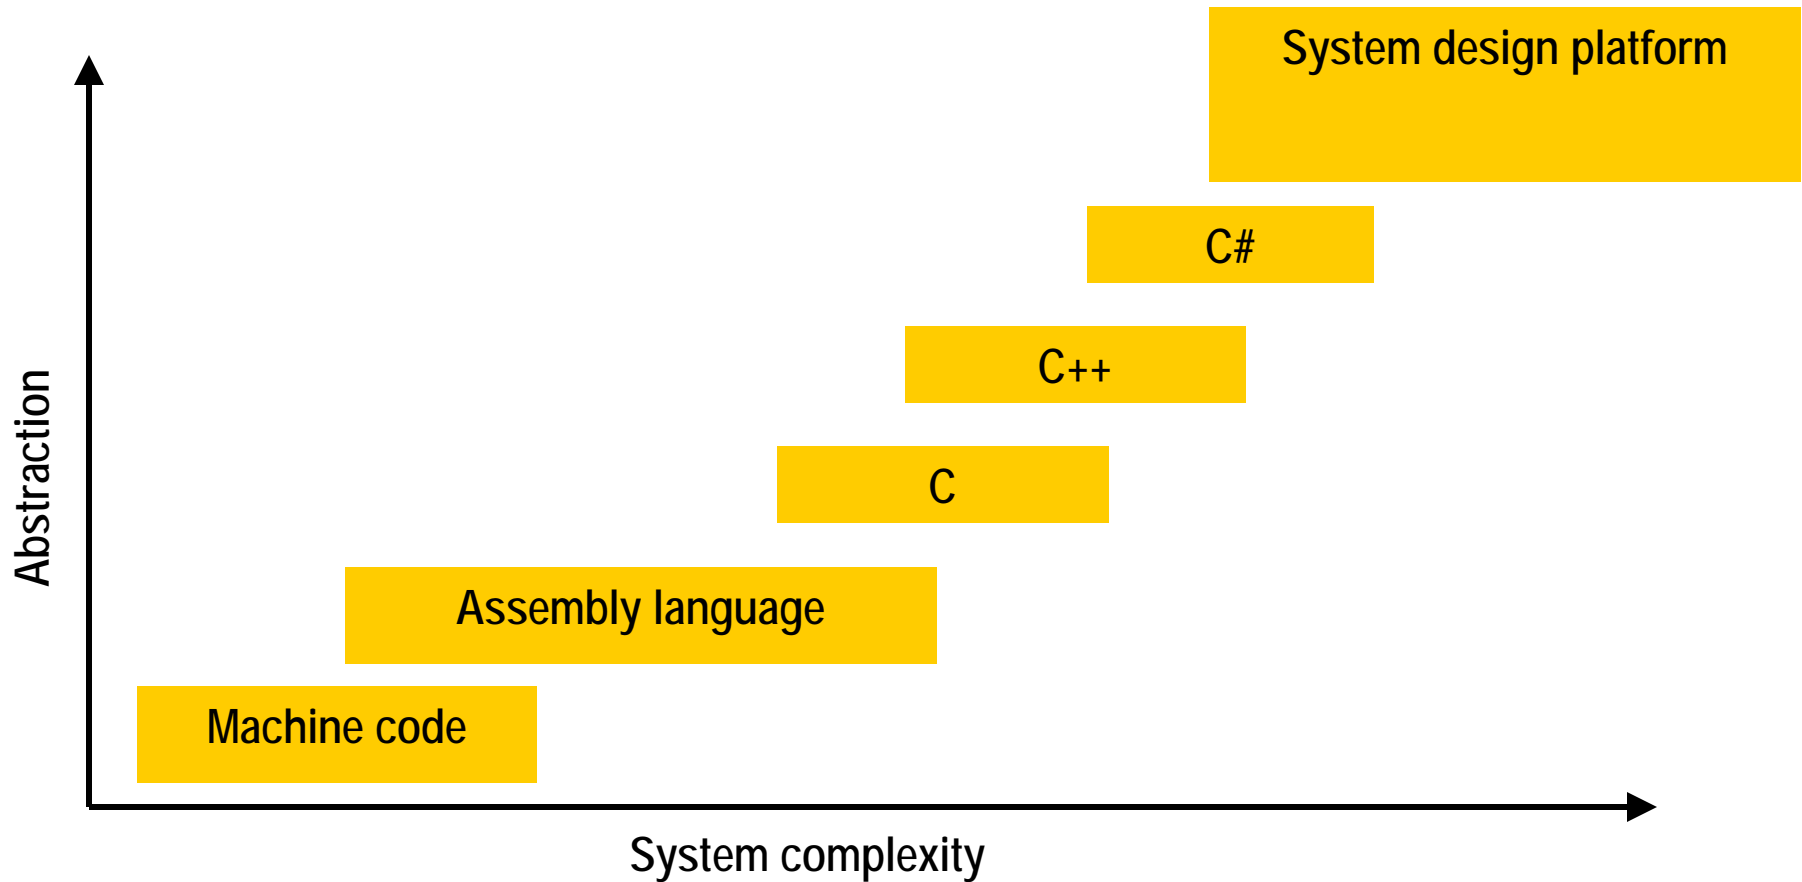 System design platform
C#
C++
C
Assembly language
Machine code
Abstraction
System complexity